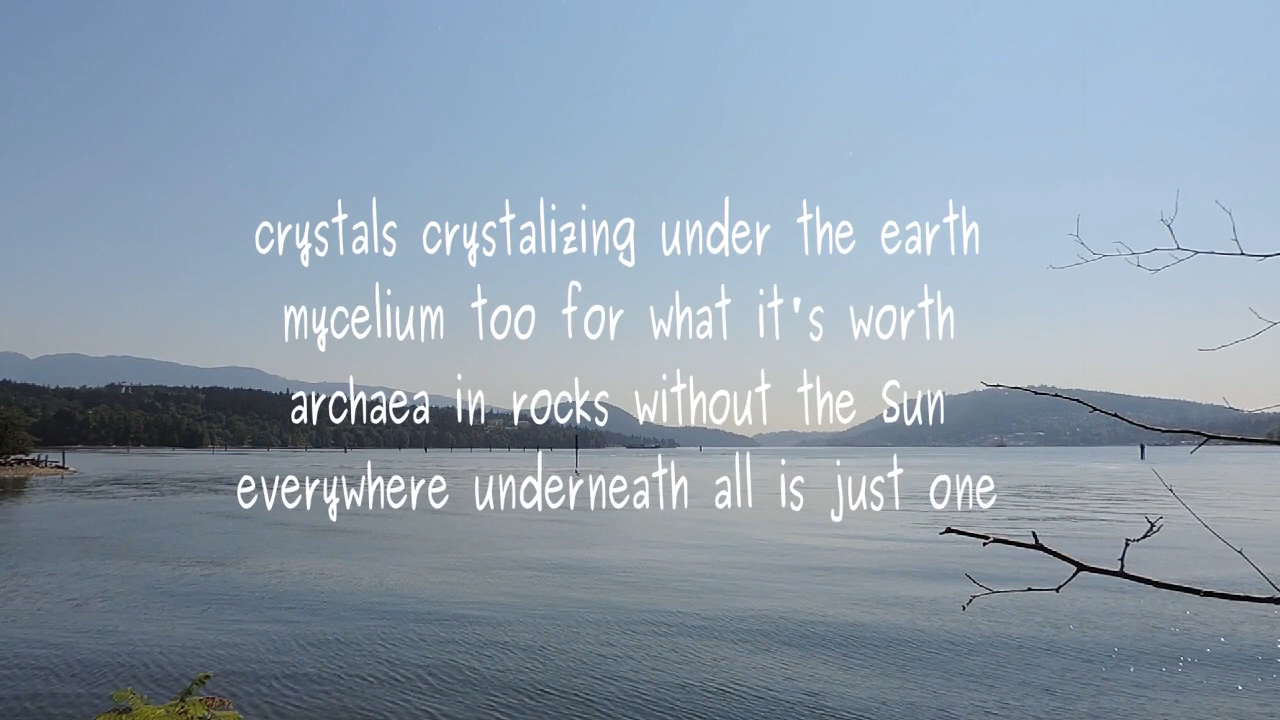 crystals crystalizing under the earth
mycelium too for what it's worth
archaea in rocks without the Sun
everywhere underneath all is just one